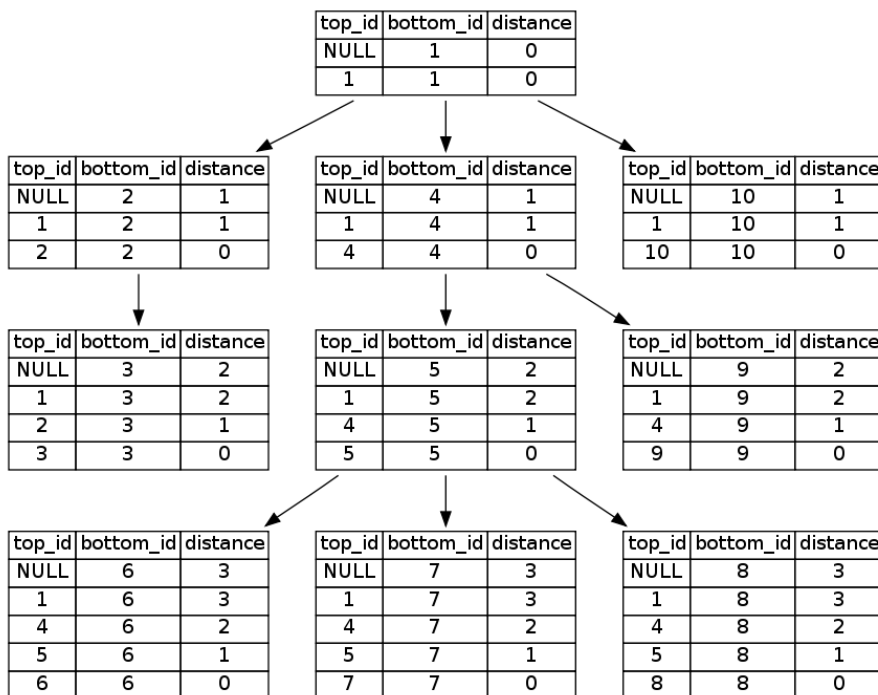 top_id bottom_id distance
NULL 1 0
1 1 0
top_id bottom_id distance
NULL 2 1
1 2 1
2 2 0
top_id bottom_id distance
NULL 4 1
1 4 1
4 4 0
top_id bottom_id distance
NULL 10 1
1 10 1
10 10 0
top_id bottom_id distance
NULL 3 2
1 3 2
2 3 1
3 3 0
top_id bottom_id distance
NULL 5 2
1 5 2
4 5 1
5 5 0
top_id bottom_id distance
NULL 9 2
1 9 2
4 9 1
9 9 0
top_id bottom_id distance
NULL 6 3
1 6 3
4 6 2
5 6 1
6 6 0
top_id bottom_id distance
NULL 7 3
1 7 3
4 7 2
5 7 1
7 7 0
top_id bottom_id distance
NULL 8 3
1 8 3
4 8 2
5 8 1
8 8 0